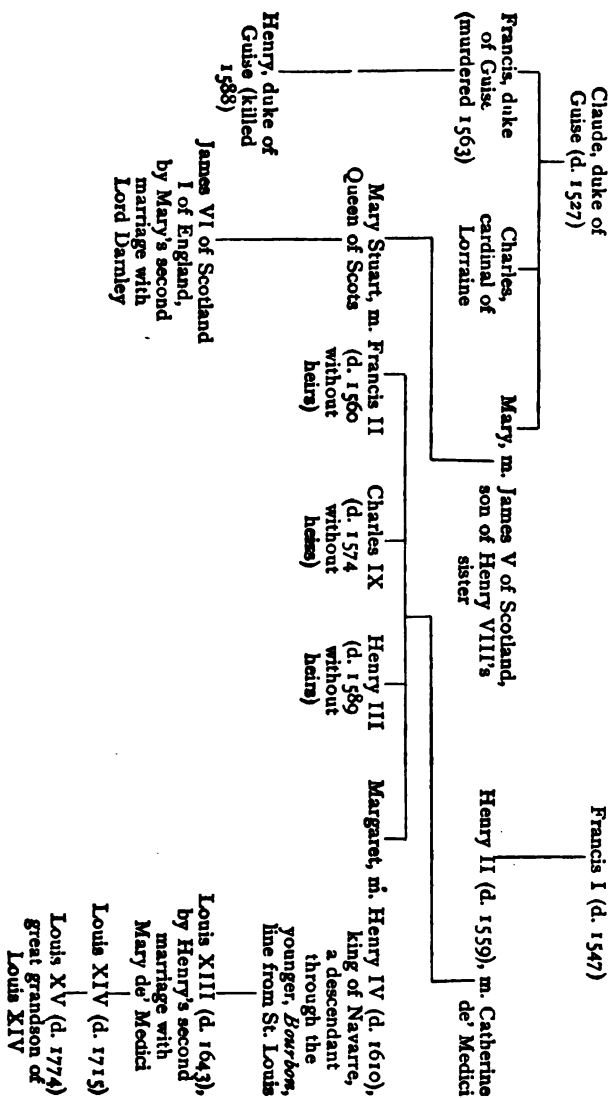 Francis I (d. 1547)
Claude, duke of
Guise (d. 1527)
Francis, duke
of Guise
(murdered 1563)
Charles,
cardinal of
Lorraine
Mary, m. James V of Scotland,
son of Henry VIII's
sister
Henry II (d. 1559), m. Catherine
de' Medici
Henry, duke of
Guise (killed
1588)
Mary Stuart, m. Francis II
Queen of Scots
(d. 1560
without
heirs)
Charles IX
(d. 1574
without
heirs)
Henry III
(d. 1589
without
heirs)
Margaret, m. Henry IV (d. 1610),
king of Navarre,
a descendant
through the
younger, Bourbon,
line from St. Louis
James VI of Scotland
I of England,
by Mary's second
marriage with
Lord Darnley
Louis XIII (d. 1643),
by Henry's second
marriage with
Mary de' Medici
Louis XIV (d. 1715)
Louis XV (d. 1774)
great grandson of
Louis XIV